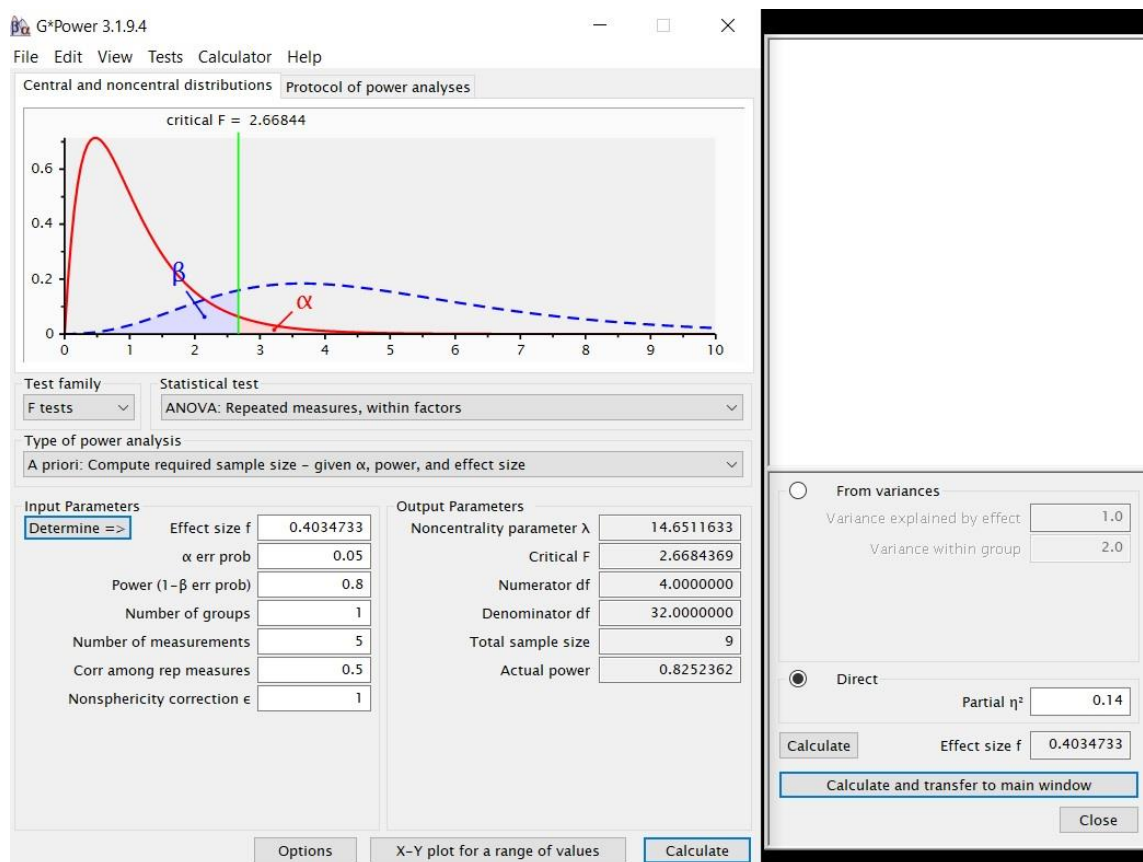 G*Power 3.1.9.4
File Edit View Tests Calculator Help
Central and noncentral distributions Protocol of power analyses
critical F = 2.66844
0.6
0.4
0.2
0
β
α
0 1 2 3 4 5 6 7 8 9 10
Test family
F tests
Statistical test
ANOVA: Repeated measures, within factors
Type of power analysis
A priori: Compute required sample size – given α, power, and effect size
Input Parameters
Determine => Effect size f 0.4034733
α err prob 0.05
Power (1-β err prob) 0.8
Number of groups 1
Number of measurements 5
Corr among rep measures 0.5
Nonsphericity correction ϵ 1
Output Parameters
Noncentrality parameter λ 14.6511633
Critical F 2.6684369
Numerator df 4.0000000
Denominator df 32.0000000
Total sample size 9
Actual power 0.8252362
Options X-Y plot for a range of values Calculate
From variances
Variance explained by effect 1.0
Variance within group 2.0
Direct
Partial η² 0.14
Calculate Effect size f 0.4034733
Calculate and transfer to main window
Close